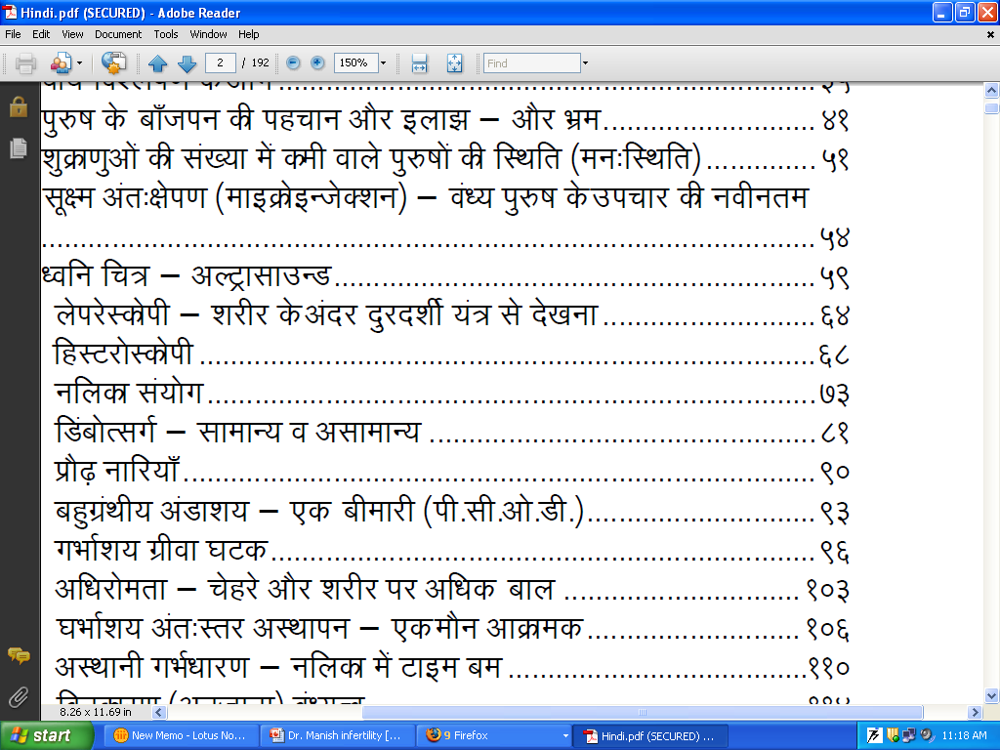 Hindi.pdf (SECURED) - Adobe Reader
File Edit View Document Tools Window Help
2 / 192 150% Find
पुरुष के बाँजपन की पहचान और इलाझ – और भ्रम........................ ४१
शुक्राणुओं की संख्या में कमी वाले पुरुषों की स्थिति (मनःस्थिति) ............. ५१
सूक्ष्म अंतःक्षेपण (माइक्रोइन्जेक्शन) – वंध्य पुरुष के उपचार की नवीनतम
........................................................................ ५४
ध्वनि चित्र – अल्ट्रासाउन्ड............................................. ५९
लेपरेस्कोपी – शरीर के अंदर दुरदर्शी यंत्र से देखना ...................... ६४
हिस्टरोस्कोपी ......................................................... ६८
नलिका संयोग ......................................................... ७३
डिंबोत्सर्ग – सामान्य व असामान्य ...................................... ८१
प्रौढ़ नारियाँ ........................................................... ९०
बहुग्रंथीय अंडाशय – एक बीमारी (पी.सी.ओ.डी.)........................ ९३
गर्भाशय ग्रीवा घटक ................................................... ९६
अधिरोमता – चेहरे और शरीर पर अधिक बाल ........................ १०३
घर्भाशय अंतःस्तर अस्थापन – एक मौन आक्रामक ...................... १०६
अस्थानी गर्भधारण – नलिका में टाइम बम .............................११०
8.26 x 11.69 in
start New Memo - Lotus No... Dr. Manish infertility [... 9 Firefox Hindi.pdf (SECURED) ... 11:18 AM